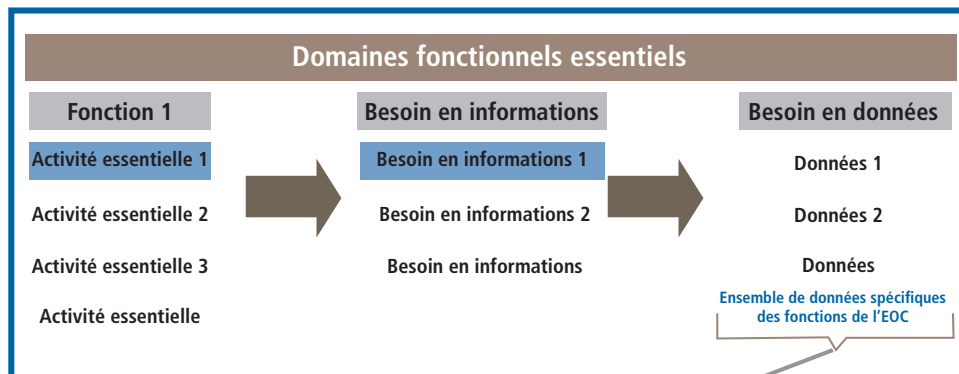 Domaines fonctionnels essentiels
Fonction 1
Besoin en informations
Besoin en données
Activité essentielle 1
Besoin en informations 1
Données 1
Activité essentielle 2
Besoin en informations 2
Données 2
Activité essentielle 3
Besoin en informations
Données
Activité essentielle
Ensemble de données spécifiques
des fonctions de l'EOC